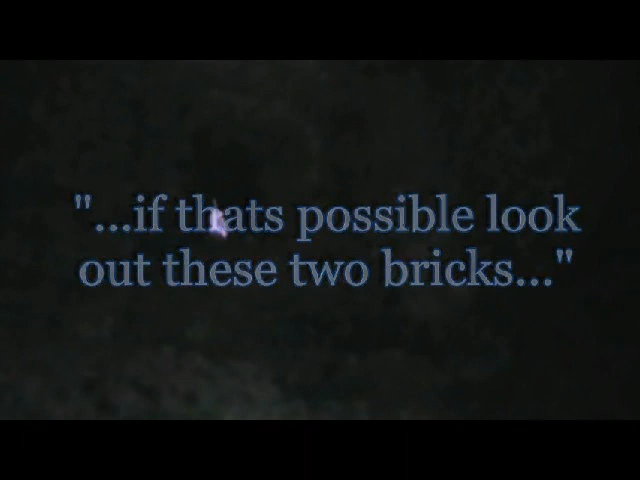 "...if thats possible look
out these two bricks..."